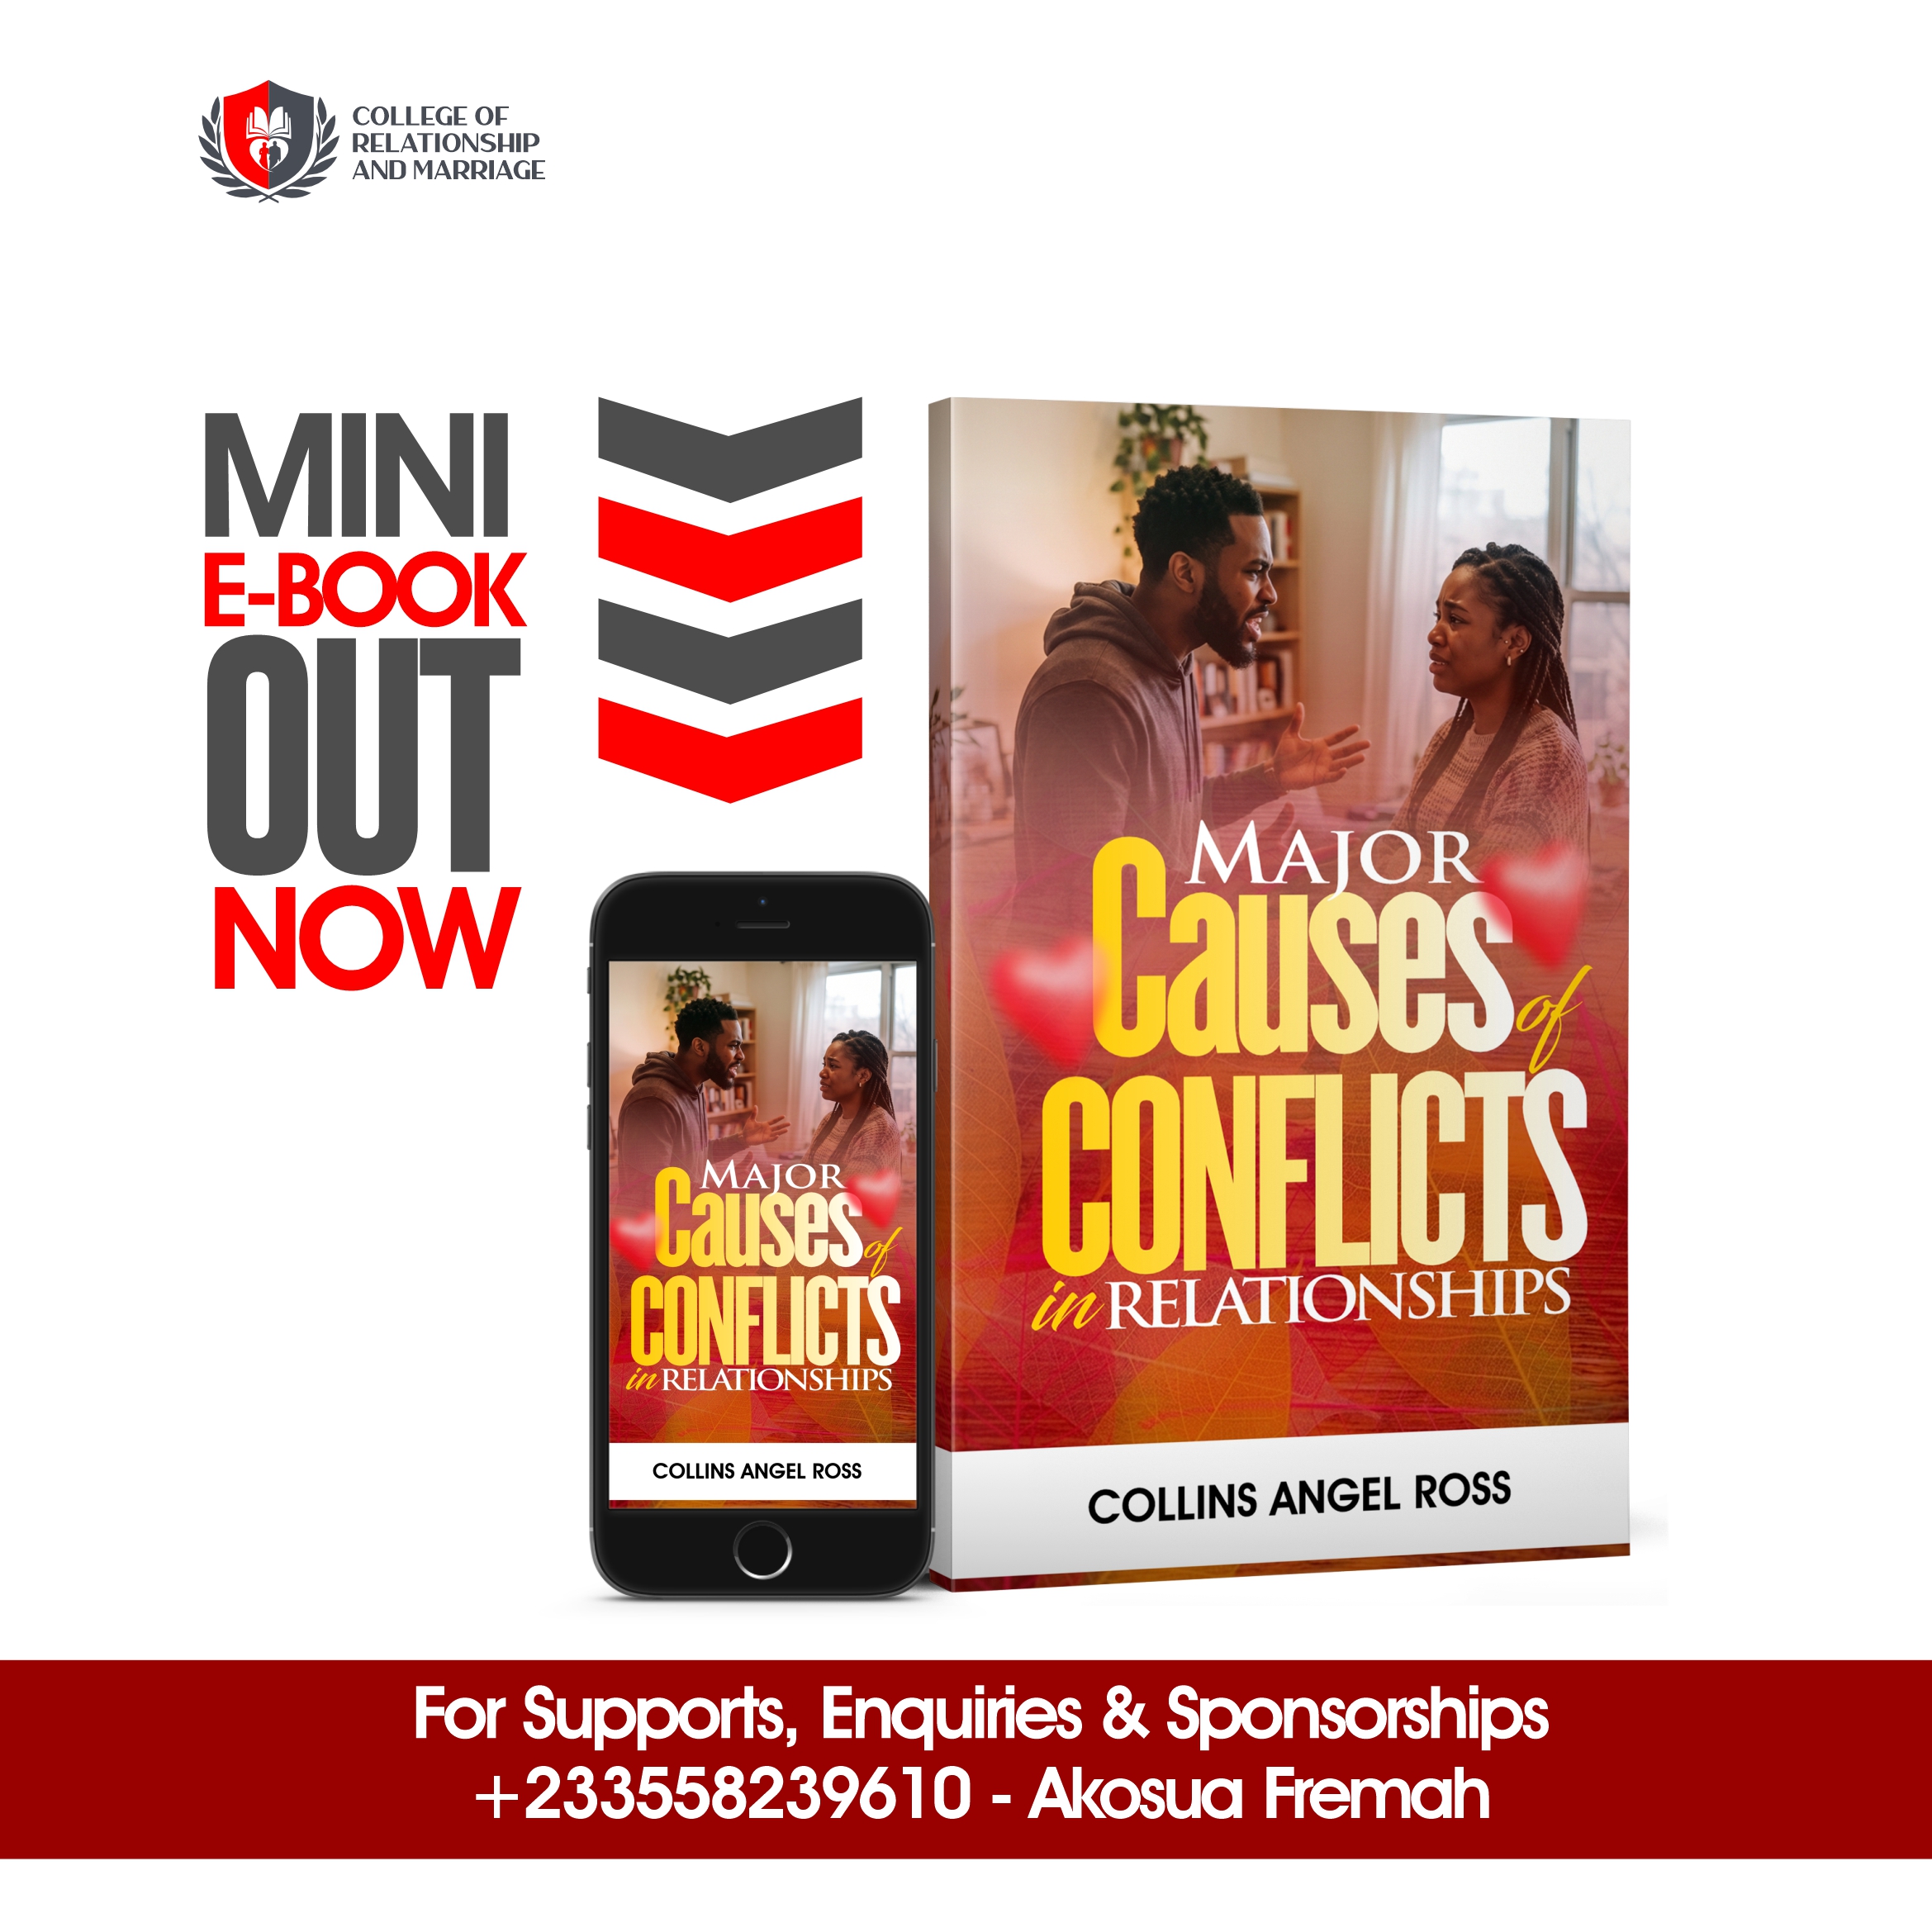 COLLEGE OF
RELATIONSHIP
AND MARRIAGE
MINI
E-BOOK
OUT
NOW
MAJOR
Causes of
CONFLICTS
in RELATIONSHIPS
COLLINS ANGEL ROSS
MAJOR
Causes of
CONFLICTS
in RELATIONSHIPS
COLLINS ANGEL ROSS
For Supports, Enquiries & Sponsorships
+233558239610 - Akosua Fremah